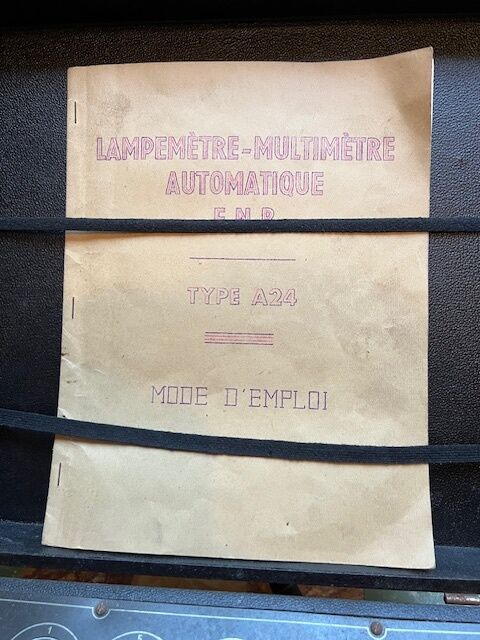 LAMPEMÈTRE-MULTIMÈTRE
AUTOMATIQUE
TYPE A24
MODE D'EMPLOI